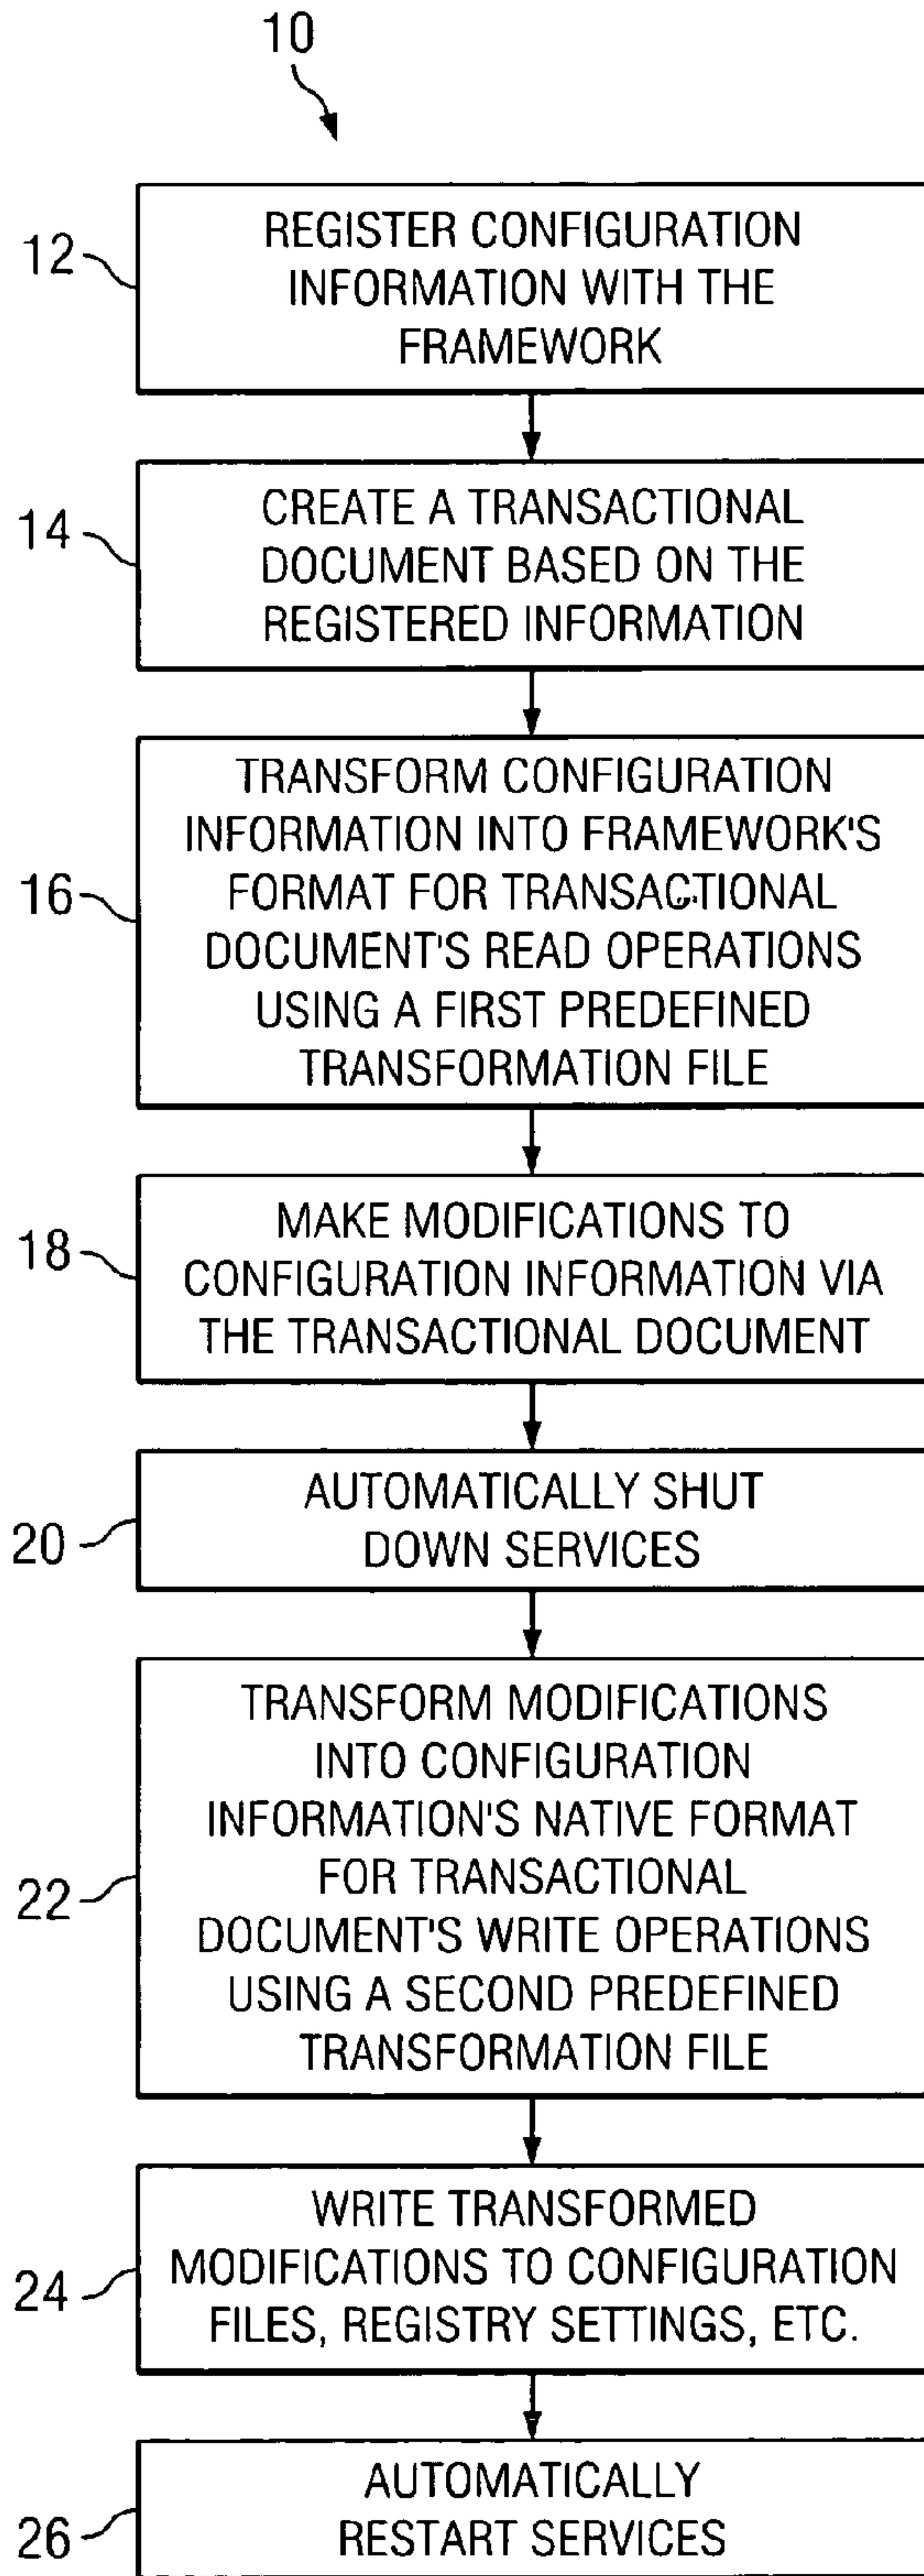 10
12
REGISTER CONFIGURATION
INFORMATION WITH THE
FRAMEWORK
14
CREATE A TRANSACTIONAL
DOCUMENT BASED ON THE
REGISTERED INFORMATION
16
TRANSFORM CONFIGURATION
INFORMATION INTO FRAMEWORK'S
FORMAT FOR TRANSACTIONAL
DOCUMENT'S READ OPERATIONS
USING A FIRST PREDEFINED
TRANSFORMATION FILE
18
MAKE MODIFICATIONS TO
CONFIGURATION INFORMATION VIA
THE TRANSACTIONAL DOCUMENT
20
AUTOMATICALLY SHUT
DOWN SERVICES
22
TRANSFORM MODIFICATIONS
INTO CONFIGURATION
INFORMATION'S NATIVE FORMAT
FOR TRANSACTIONAL
DOCUMENT'S WRITE OPERATIONS
USING A SECOND PREDEFINED
TRANSFORMATION FILE
24
WRITE TRANSFORMED
MODIFICATIONS TO CONFIGURATION
FILES, REGISTRY SETTINGS, ETC.
26
AUTOMATICALLY
RESTART SERVICES